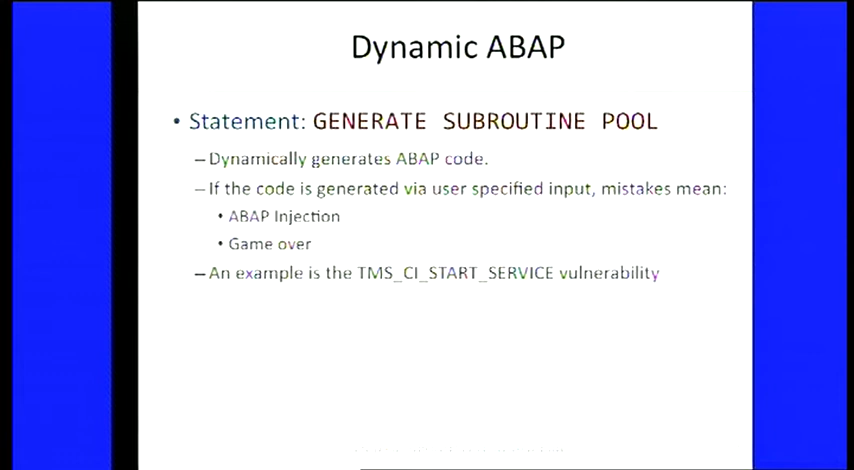 Dynamic ABAP
• Statement: GENERATE SUBROUTINE POOL
– Dynamically generates ABAP code.
– If the code is generated via user specified input, mistakes mean:
• ABAP Injection
• Game over
– An example is the TMS_CI_START_SERVICE vulnerability